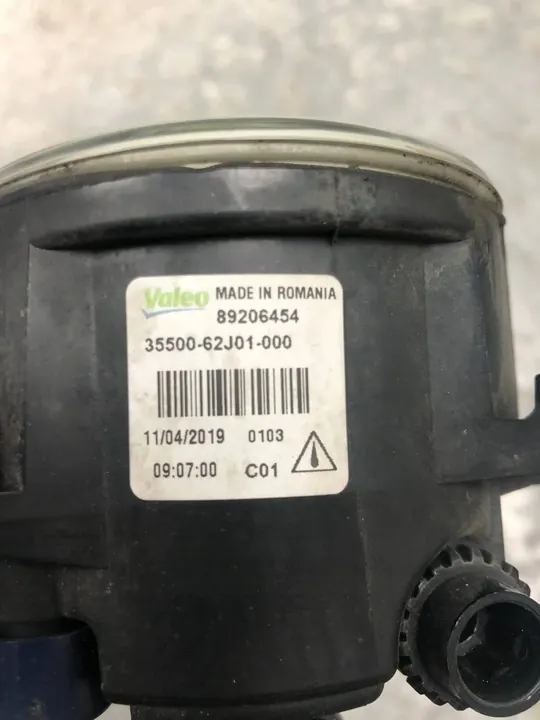 Valeo MADE IN ROMANIA
89206454
35500-62J01-000
11/04/2019 0103
09:07:00 C01